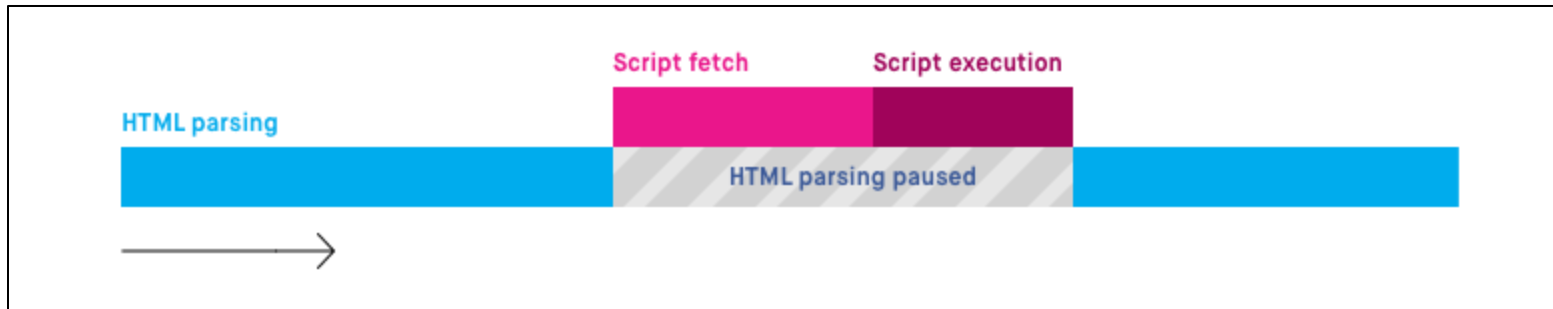 Script fetch
Script execution
HTML parsing
HTML parsing paused